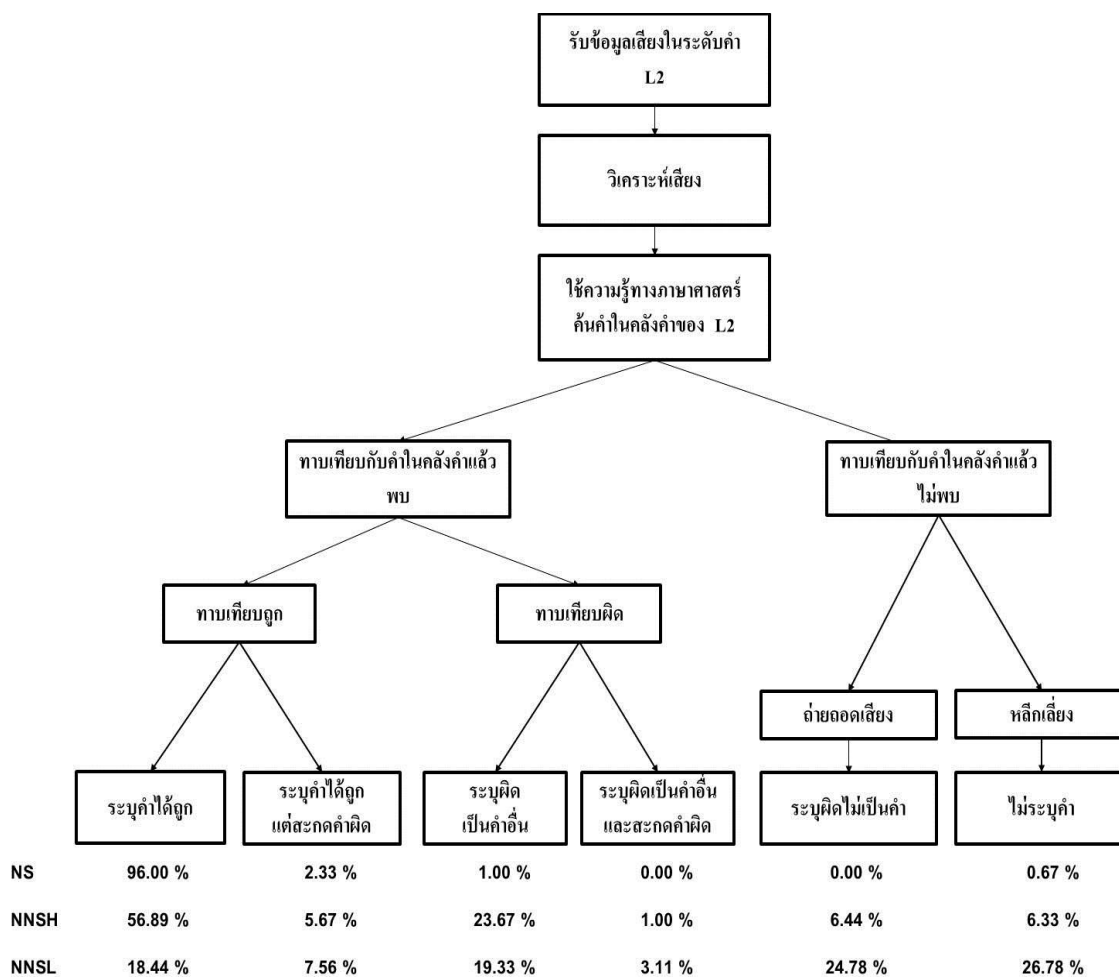 รับข้อมูลเสียงในระดับคำ
L2
วิเคราะห์เสียง
ใช้ความรู้ทางภาษาศาสตร์
ค้นคำในคลังคำของ L2
ทาบเทียบกับคำในคลังคำแล้ว
พบ
ทาบเทียบกับคำในคลังคำแล้ว
ไม่พบ
ทาบเทียบถูก
ทาบเทียบผิด
ถ่ายถอดเสียง
หลีกเลี่ยง
ระบุคำได้ถูก
ระบุคำได้ถูก
แต่สะกดคำผิด
ระบุผิด
เป็นคำอื่น
ระบุผิดเป็นคำอื่น
และสะกดคำผิด
ระบุผิดไม่เป็นคำ
ไม่ระบุคำ
NS 96.00 % 2.33 % 1.00 % 0.00 % 0.00 % 0.67 %
NNSH 56.89 % 5.67 % 23.67 % 1.00 % 6.44 % 6.33 %
NNSL 18.44 % 7.56 % 19.33 % 3.11 % 24.78 % 26.78 %